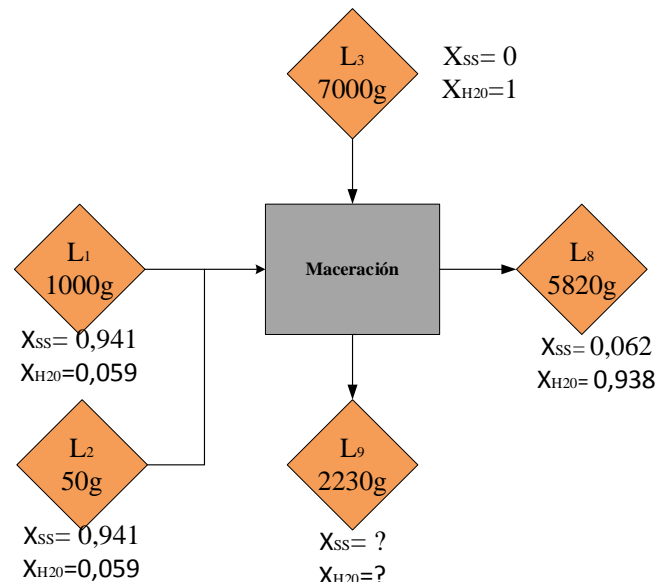 L3
7000g
XSS= 0
XH20=1
L1
1000g
XSS= 0,941
XH20=0,059
Maceración
L8
5820g
XSS= 0,062
XH20= 0,938
L2
50g
XSS= 0,941
XH20=0,059
L9
2230g
XSS= ?
XH20=?